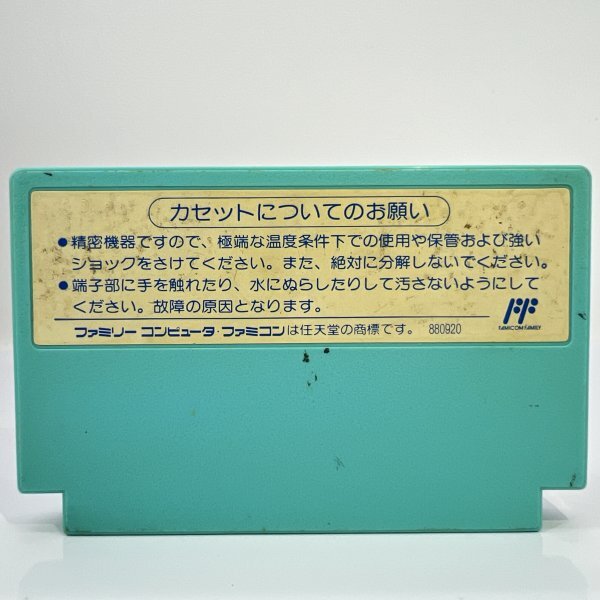 カセットについてのお願い
●精密機器ですので、極端な温度条件下での使用や保管および強い
ショックをさけてください。また、絶対に分解しないでください。
●端子部に手を触れたり、水にぬらしたりして汚さないようにして
ください。故障の原因となります。
FAMICOM FAMILY
ファミリー コンピュータ・ファミコンは任天堂の商標です。 880920